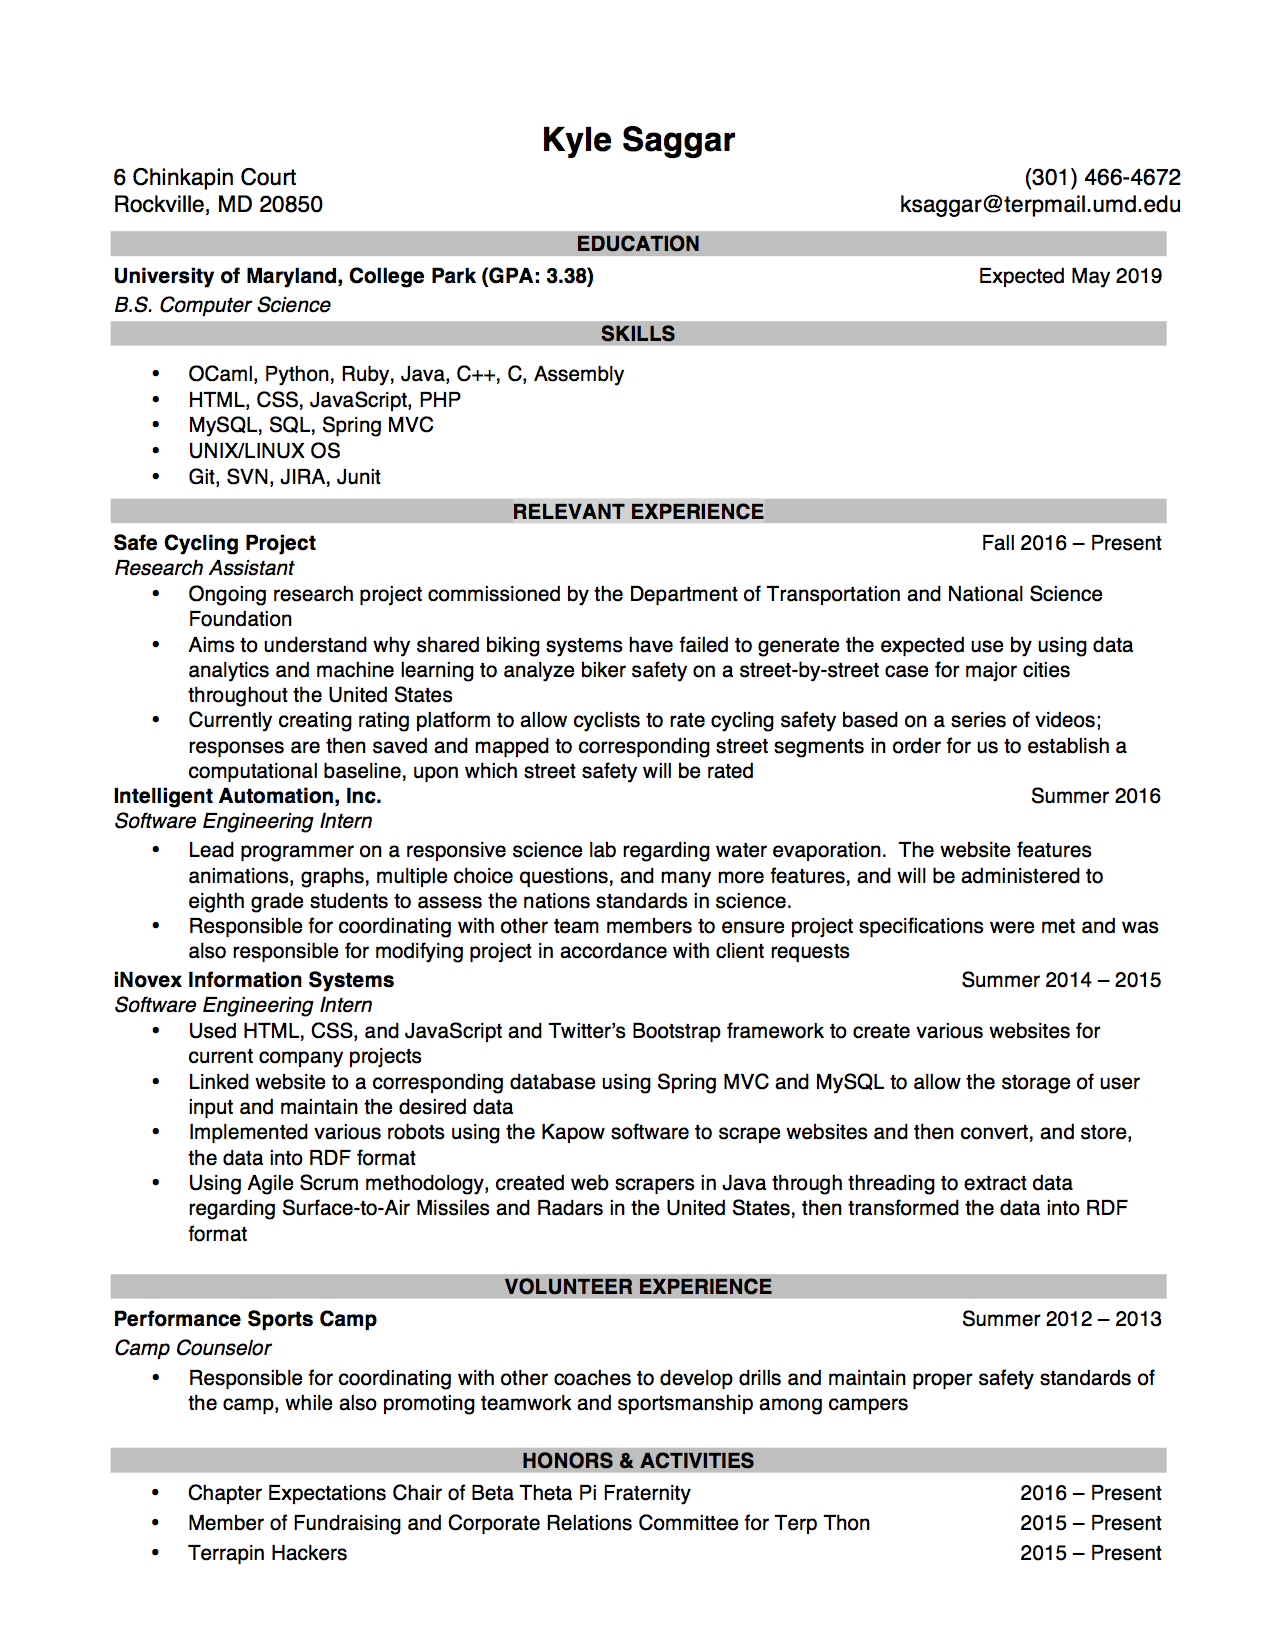 Kyle Saggar
6 Chinkapin Court (301) 466-4672
Rockville, MD 20850 ksaggar@terpmail.umd.edu
EDUCATION
University of Maryland, College Park (GPA: 3.38) Expected May 2019
B.S. Computer Science
SKILLS
• OCaml, Python, Ruby, Java, C++, C, Assembly
• HTML, CSS, JavaScript, PHP
• MySQL, SQL, Spring MVC
• UNIX/LINUX OS
• Git, SVN, JIRA, Junit
RELEVANT EXPERIENCE
Safe Cycling Project Fall 2016 – Present
Research Assistant
• Ongoing research project commissioned by the Department of Transportation and National Science
Foundation
• Aims to understand why shared biking systems have failed to generate the expected use by using data
analytics and machine learning to analyze biker safety on a street-by-street case for major cities
throughout the United States
• Currently creating rating platform to allow cyclists to rate cycling safety based on a series of videos;
responses are then saved and mapped to corresponding street segments in order for us to establish a
computational baseline, upon which street safety will be rated
Intelligent Automation, Inc. Summer 2016
Software Engineering Intern
• Lead programmer on a responsive science lab regarding water evaporation.  The website features
animations, graphs, multiple choice questions, and many more features, and will be administered to
eighth grade students to assess the nations standards in science.
• Responsible for coordinating with other team members to ensure project specifications were met and was
also responsible for modifying project in accordance with client requests
iNovex Information Systems Summer 2014 – 2015
Software Engineering Intern
• Used HTML, CSS, and JavaScript and Twitter’s Bootstrap framework to create various websites for
current company projects
• Linked website to a corresponding database using Spring MVC and MySQL to allow the storage of user
input and maintain the desired data
• Implemented various robots using the Kapow software to scrape websites and then convert, and store,
the data into RDF format
• Using Agile Scrum methodology, created web scrapers in Java through threading to extract data
regarding Surface-to-Air Missiles and Radars in the United States, then transformed the data into RDF
format
VOLUNTEER EXPERIENCE
Performance Sports Camp Summer 2012 – 2013
Camp Counselor
• Responsible for coordinating with other coaches to develop drills and maintain proper safety standards of
the camp, while also promoting teamwork and sportsmanship among campers
HONORS & ACTIVITIES
• Chapter Expectations Chair of Beta Theta Pi Fraternity 2016 – Present
• Member of Fundraising and Corporate Relations Committee for Terp Thon 2015 – Present
• Terrapin Hackers 2015 – Present